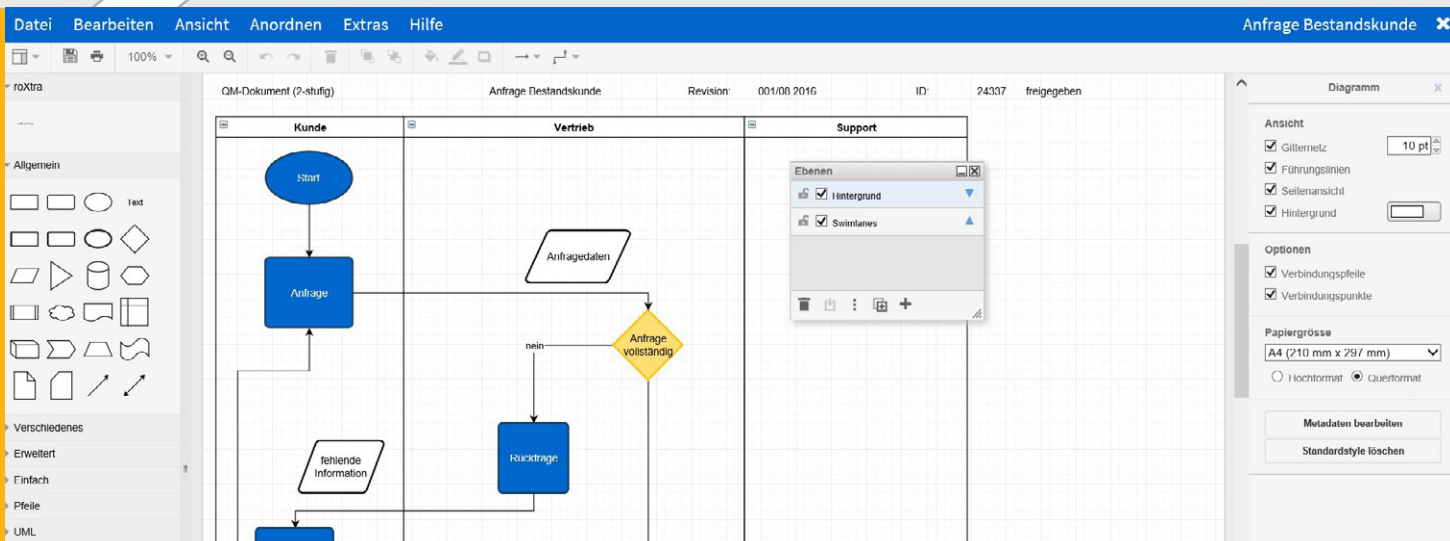 Datei Bearbeiten Ansicht Anordnen Extras Hilfe
Anfrage Bestandskunde
100%
roXtra
QM-Dokument (2-stufig) Anfrage Bestandskunde Revision: 001/08 2016 ID: 24337 freigegeben
Diagramm
Kunde Vertrieb Support
Ansicht
Gitternetz 10 pt
Führungslinien
Seitenansicht
Hintergrund
Allgemein
Text
Start
Ebenen
Hintergrund
Swimlanes
Anfragedaten
Anfrage
Optionen
Verbindungspfeile
Verbindungspunkte
nein
Anfrage
vollständig
Papiergrösse
A4 (210 mm x 297 mm)
Hochformat Querformat
Metadaten bearbeiten
Standardstyle löschen
Verschiedenes
Erweitert
Einfach
Pfeile
UML
fehlende
Information
Rückfrage